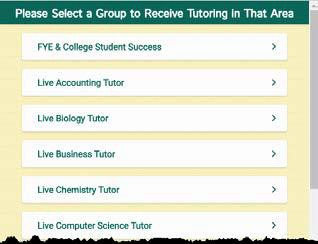 Please Select a Group to Receive Tutoring in That Area
FYE & College Student Success
Live Accounting Tutor
Live Biology Tutor
Live Business Tutor
Live Chemistry Tutor
Live Computer Science Tutor